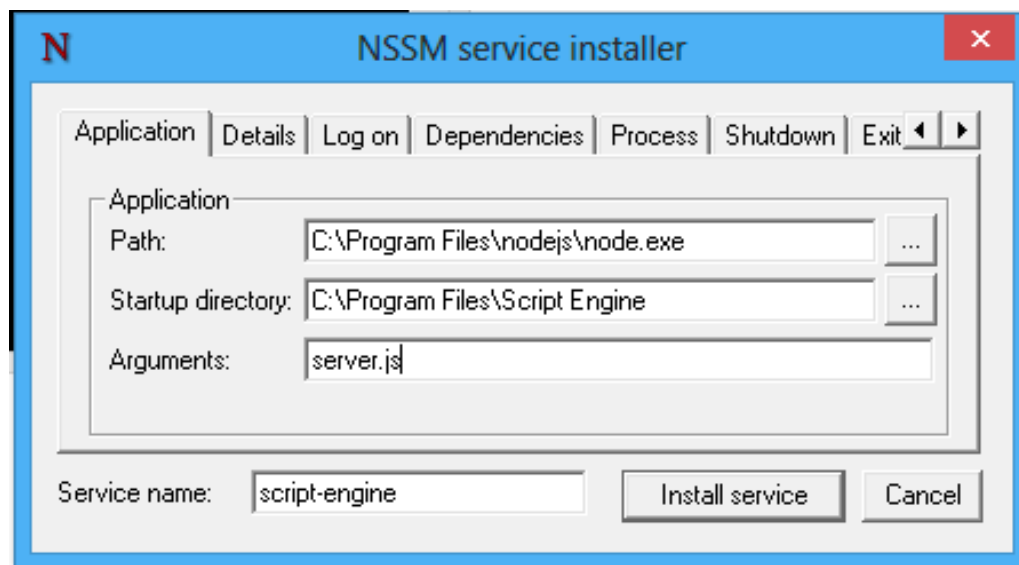 N NSSM service installer
Application Details Log on Dependencies Process Shutdown Exit
Application
Path: C:\Program Files\nodejs\node.exe ...
Startup directory: C:\Program Files\Script Engine ...
Arguments: server.js
Service name: script-engine Install service Cancel